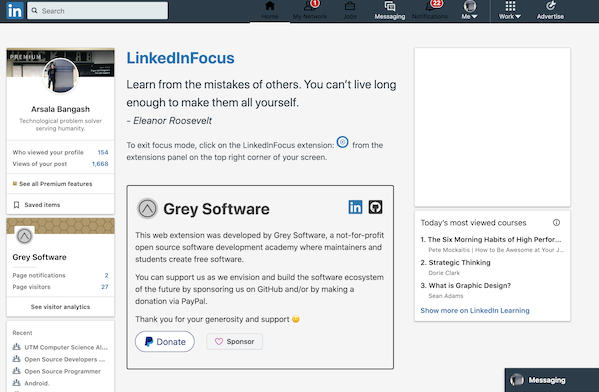 in
Search
Home
1
My Network
Jobs
Messaging
22
Notifications
Me
Work
Advertise
PREMIUM
Arsala Bangash
Technological problem solver
serving humanity.
Who viewed your profile 154
Views of your post 1,668
See all Premium features
Saved items
Grey Software
Page notifications 2
Page visitors 27
See visitor analytics
Recent
UTM Computer Science Al...
Open Source Developers ...
Open Source Programmer
Android.
LinkedInFocus
Learn from the mistakes of others. You can't live long
enough to make them all yourself.
- Eleanor Roosevelt
To exit focus mode, click on the LinkedInFocus extension: from the
extensions panel on the top right corner of your screen.
Grey Software
in
This web extension was developed by Grey Software, a not-for-profit
open source software development academy where maintainers and
students create free software.
You can support us as we envision and build the software ecosystem
of the future by sponsoring us on GitHub and/or by making a
donation via PayPal.
Thank you for your generosity and support 😄
Donate
Sponsor
Today's most viewed courses
1. The Six Morning Habits of High Perfor...
Pete Mockaitis | How to Be Awesome at Your J...
2. Strategic Thinking
Dorie Clark
3. What is Graphic Design?
Sean Adams
Show more on LinkedIn Learning
Messaging